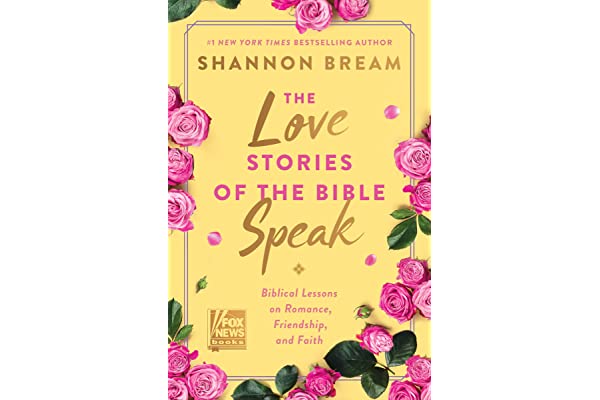 #1 NEW YORK TIMES BESTSELLING AUTHOR
SHANNON BREAM
THE
Love
STORIES
OF THE BIBLE
Speak
Biblical Lessons
on Romance,
Friendship,
and Faith
FOX
NEWS
books